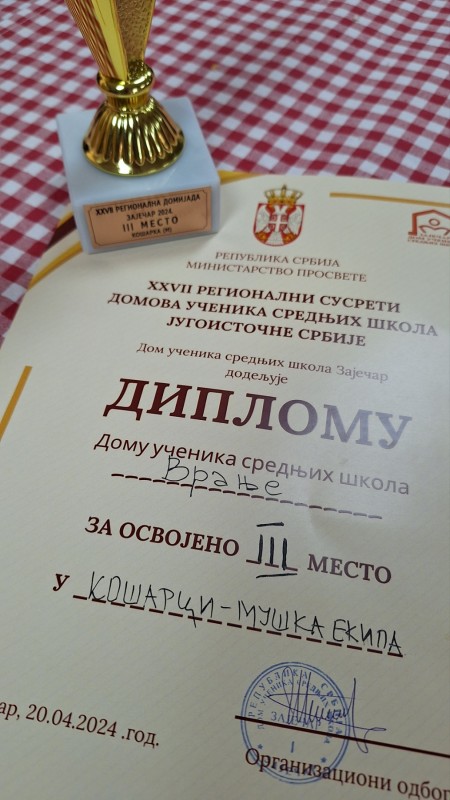 XXVII РЕГИОНАЛНА ДОМИЈАДА
ЗАЈЕЧАР 2024.
III МЕСТО
КОШАРКА (М)
РЕПУБЛИКА СРБИЈА
МИНИСТАРСТВО ПРОСВЕТЕ
XXVII РЕГИОНАЛНИ СУСРЕТИ
ДОМОВА УЧЕНИКА СРЕДЊИХ ШКОЛА
ЈУГОИСТОЧНЕ СРБИЈЕ
Дом ученика средњих школа Зајечар
додељује
ДИПЛОМУ
Дому ученика средњих школа
Врање
ЗА ОСВОЈЕНО III МЕСТО
У КОШАРЦИ-МУШКА ЕКИПА
ар, 20.04.2024 .год.
Организациони одбо